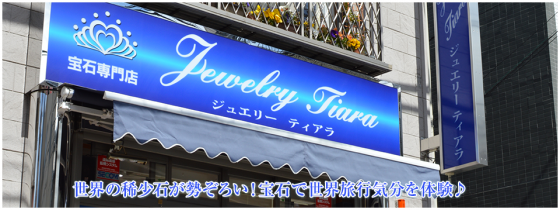 宝石専門店
Jewelry Tiara
ジュエリー ティアラ
Jewelry Tiara
ジュエリー ティアラ
世界の稀少石が勢ぞろい!宝石で世界旅行気分を体験♪